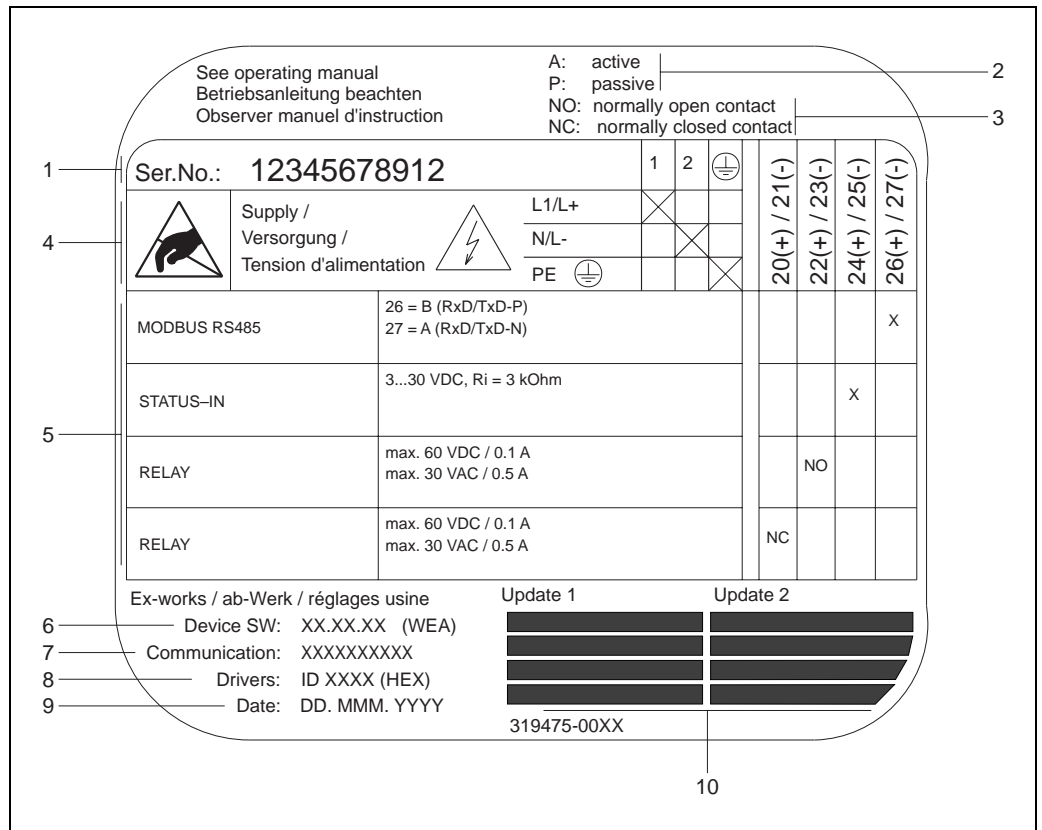 See operating manual
Betriebsanleitung beachten
Observer manuel d'instruction
A: active
P: passive
2
NO: normally open contact
NC: normally closed contact
3
1
Ser.No.: 12345678912
1
2
20(+) / 21(-)
22(+) / 23(-)
24(+) / 25(-)
26(+) / 27(-)
4
Supply /
Versorgung /
Tension d'alimentation
L1/L+
N/L-
PE
5
MODBUS RS485
26 = B (RxD/TxD-P)
27 = A (RxD/TxD-N)
X
STATUS–IN
3...30 VDC, Ri = 3 kOhm
X
RELAY
max. 60 VDC / 0.1 A
max. 30 VAC / 0.5 A
NO
RELAY
max. 60 VDC / 0.1 A
max. 30 VAC / 0.5 A
NC
Ex-works / ab-Werk / réglages usine
Update 1
Update 2
6
Device SW: XX.XX.XX (WEA)
7
Communication: XXXXXXXXXX
8
Drivers: ID XXXX (HEX)
9
Date: DD. MMM. YYYY
319475-00XX
10